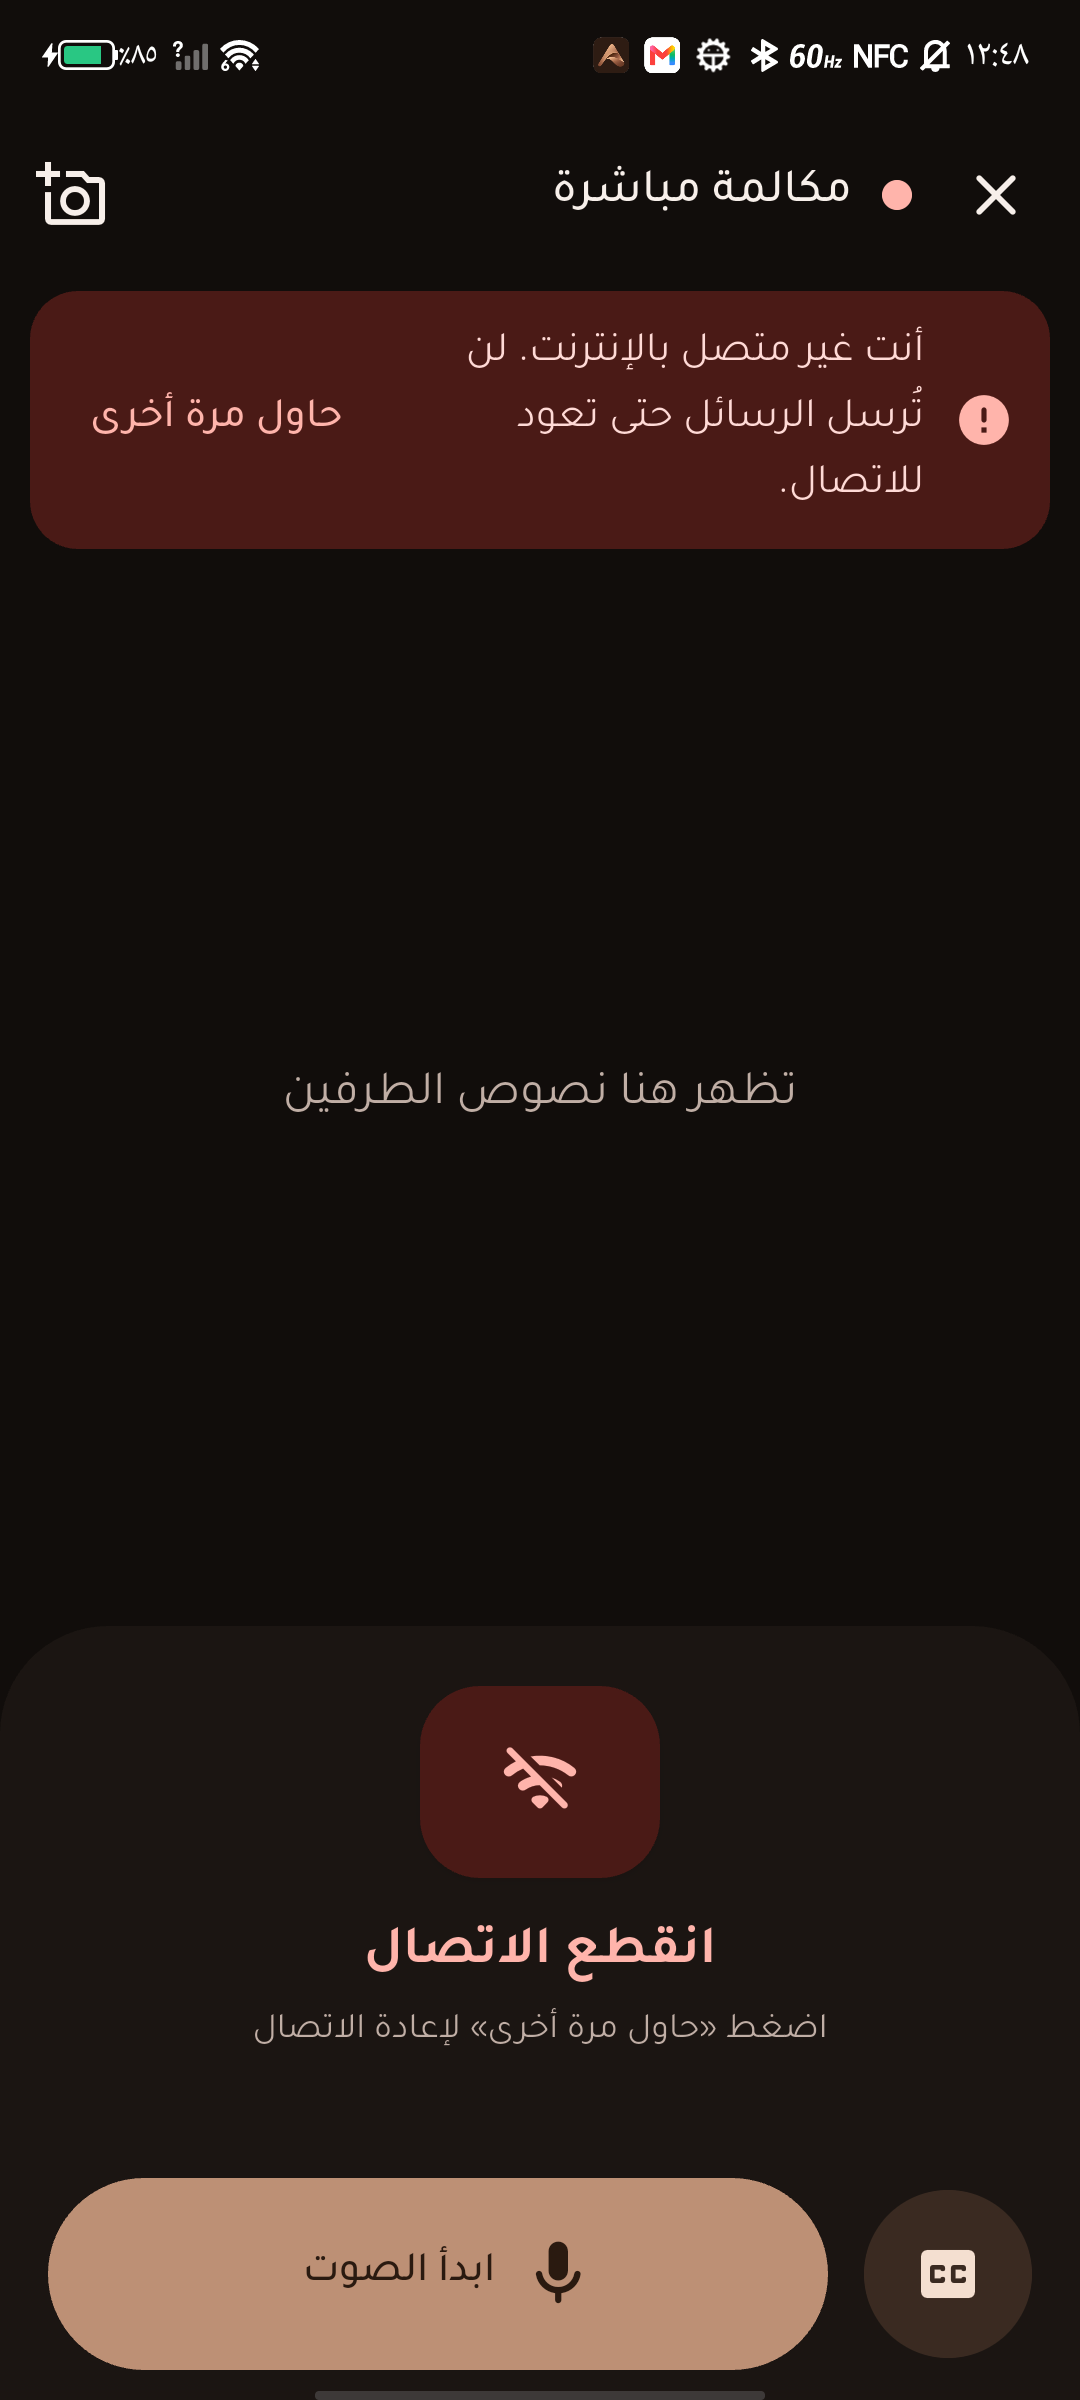 ١٢:٤٨
NFC
60Hz
٪٨٥
مكالمة مباشرة
أنت غير متصل بالإنترنت. لن
تُرسل الرسائل حتى تعود
للاتصال.
حاول مرة أخرى
تظهر هنا نصوص الطرفين
انقطع الاتصال
اضغط «حاول مرة أخرى» لإعادة الاتصال
CC
ابدأ الصوت